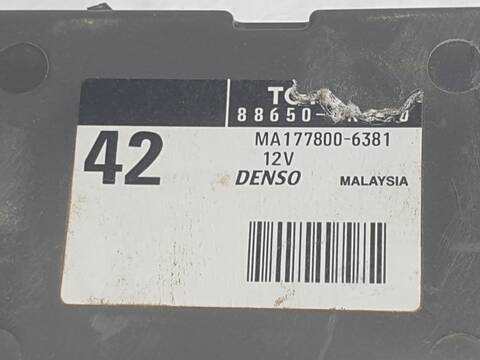 88650-
42
MA177800-6381
12V
DENSO MALAYSIA